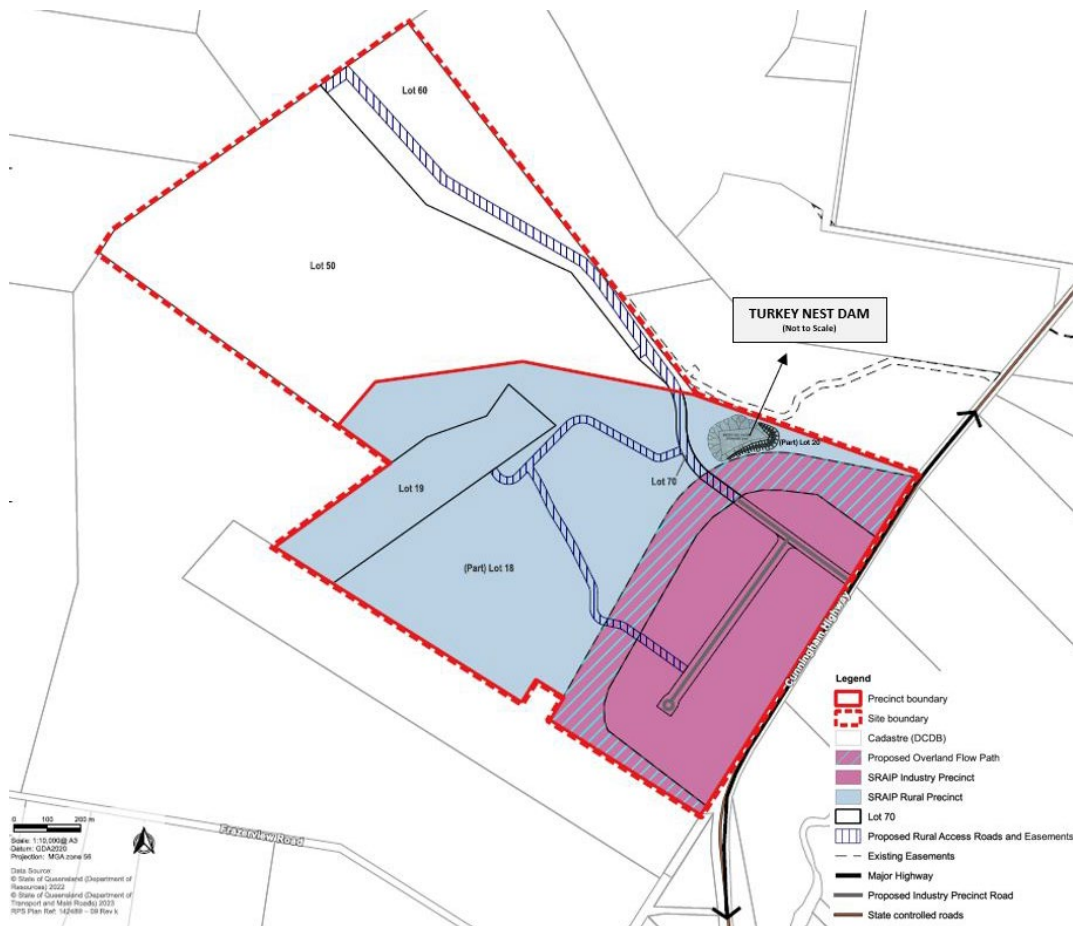 Lot 60
Lot 50
TURKEY NEST DAM
(Not to Scale)
(Part) Lot 20
Lot 19
Lot 70
(Part) Lot 18
Cunningham Highway
Frazerview Road
0 100 200 m
Scale: 1:10,000@ A3
Datum: GDA2020
Projection: MGA zone 56
Data Source:
© State of Queensland (Department of
Resources) 2022
© State of Queensland (Department of
Transport and Main Roads) 2023
RPS Plan Ref: 142489 – 09 Rev k
Legend
Precinct boundary
Site boundary
Cadastre (DCDB)
Proposed Overland Flow Path
SRAIP Industry Precinct
SRAIP Rural Precinct
Lot 70
Proposed Rural Access Roads and Easements
Existing Easements
Major Highway
Proposed Industry Precinct Road
State controlled roads